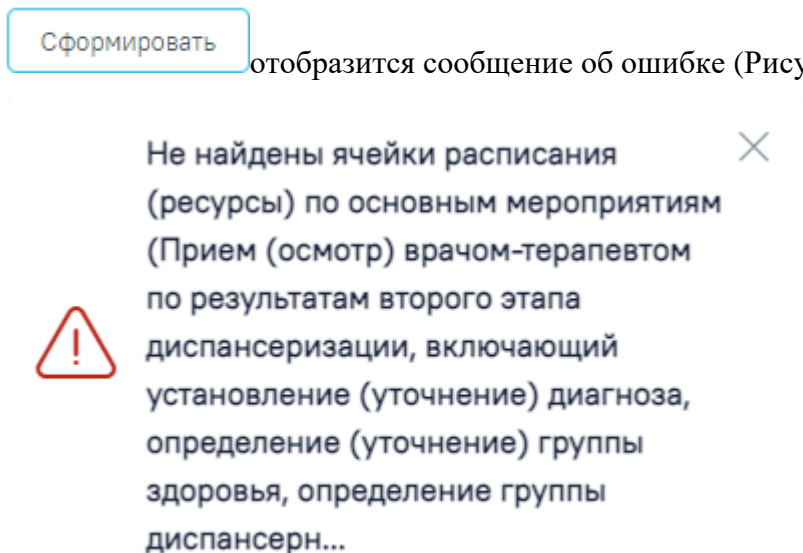 Сформировать отобразится сообщение об ошибке (Рису
Не найдены ячейки расписания
(ресурсы) по основным мероприятиям
(Прием (осмотр) врачом-терапевтом
по результатам второго этапа
диспансеризации, включающий
установление (уточнение) диагноза,
определение (уточнение) группы
здоровья, определение группы
диспансерн...